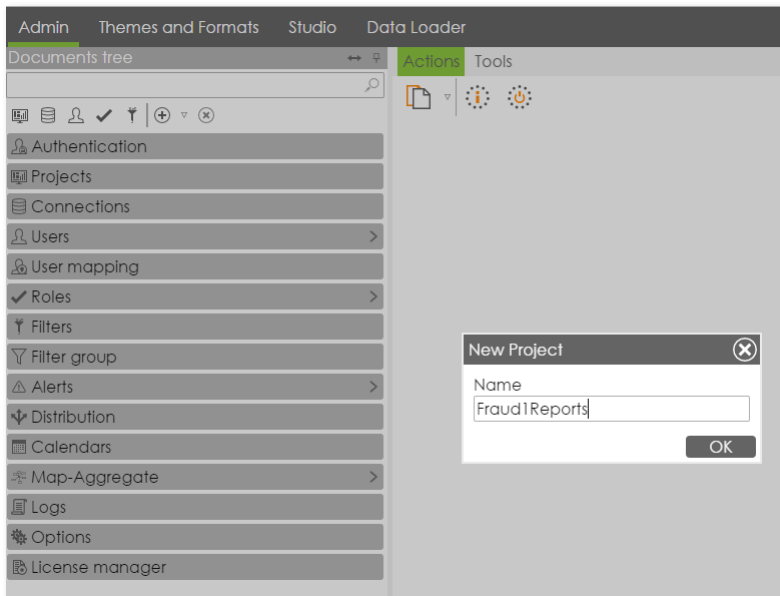 Admin Themes and Formats Studio Data Loader
Documents tree
Actions Tools
Authentication
Projects
Connections
Users
User mapping
Roles
Filters
Filter group
Alerts
Distribution
Calendars
Map-Aggregate
Logs
Options
License manager
New Project
Name
Fraud1Reports
OK